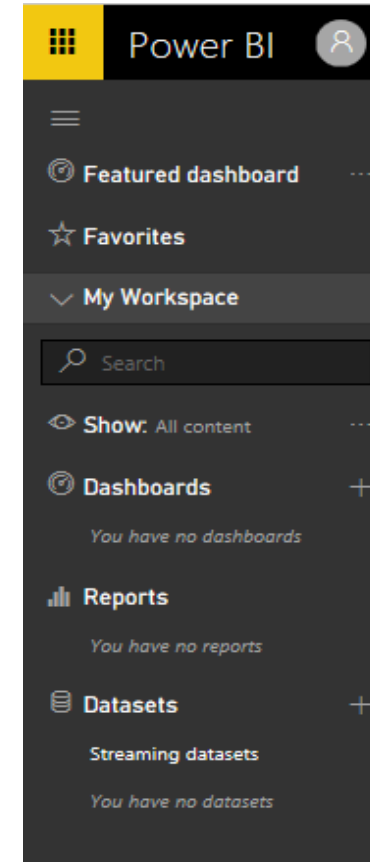 Power BI
Featured dashboard
Favorites
My Workspace
Search
Show: All content
Dashboards
You have no dashboards
Reports
You have no reports
Datasets
Streaming datasets
You have no datasets